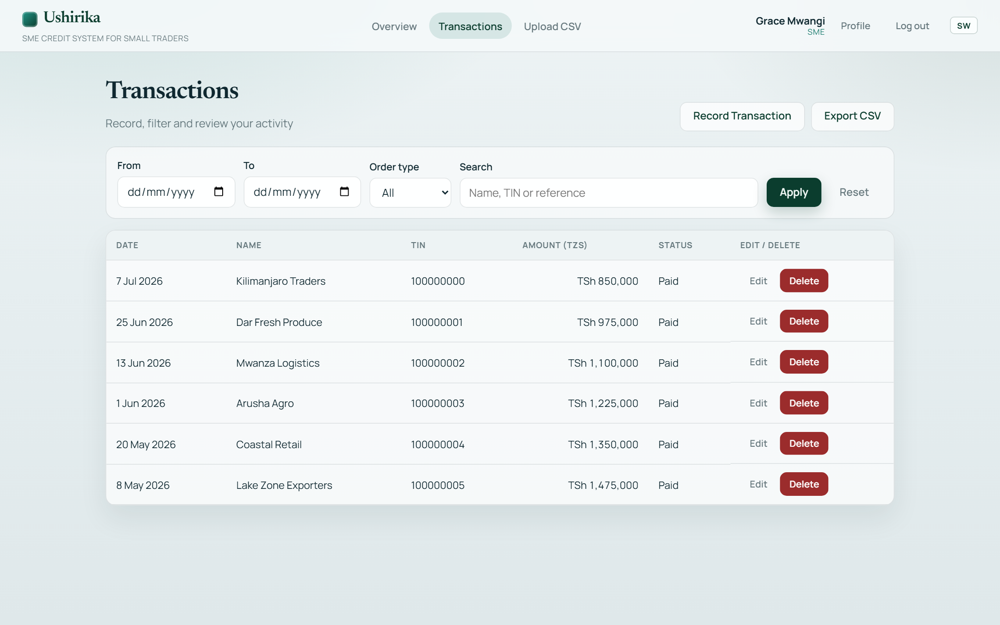 Ushirika
SME CREDIT SYSTEM FOR SMALL TRADERS
Overview Transactions Upload CSV
Grace Mwangi
SME
Profile Log out SW
Transactions
Record, filter and review your activity
Record Transaction Export CSV
From To Order type Search
dd/mm/yyyy dd/mm/yyyy All Name, TIN or reference Apply Reset
DATE NAME TIN AMOUNT (TZS) STATUS EDIT / DELETE
7 Jul 2026 Kilimanjaro Traders 100000000 TSh 850,000 Paid Edit Delete
25 Jun 2026 Dar Fresh Produce 100000001 TSh 975,000 Paid Edit Delete
13 Jun 2026 Mwanza Logistics 100000002 TSh 1,100,000 Paid Edit Delete
1 Jun 2026 Arusha Agro 100000003 TSh 1,225,000 Paid Edit Delete
20 May 2026 Coastal Retail 100000004 TSh 1,350,000 Paid Edit Delete
8 May 2026 Lake Zone Exporters 100000005 TSh 1,475,000 Paid Edit Delete